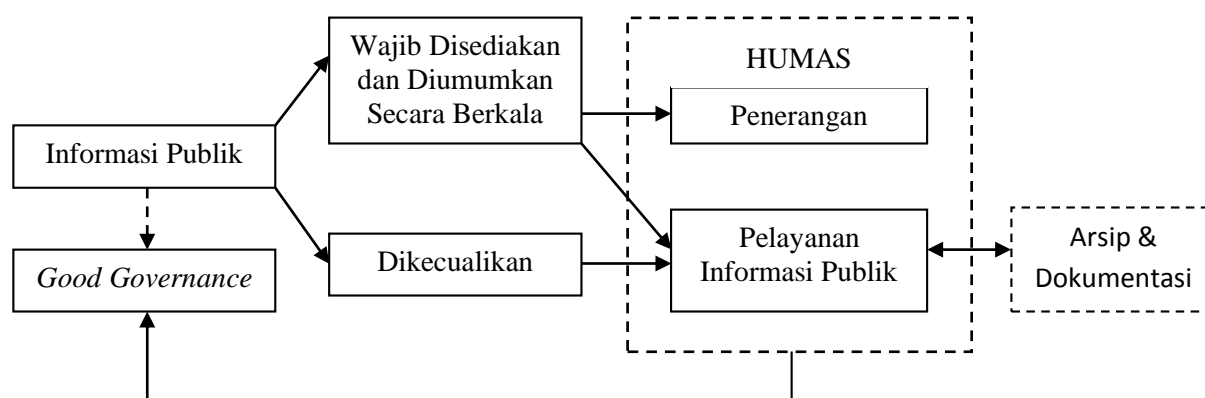 Wajib Disediakan
dan Diumumkan
Secara Berkala
HUMAS
Penerangan
Informasi Publik
Good Governance
Dikecualikan
Pelayanan
Informasi Publik
Arsip &
Dokumentasi